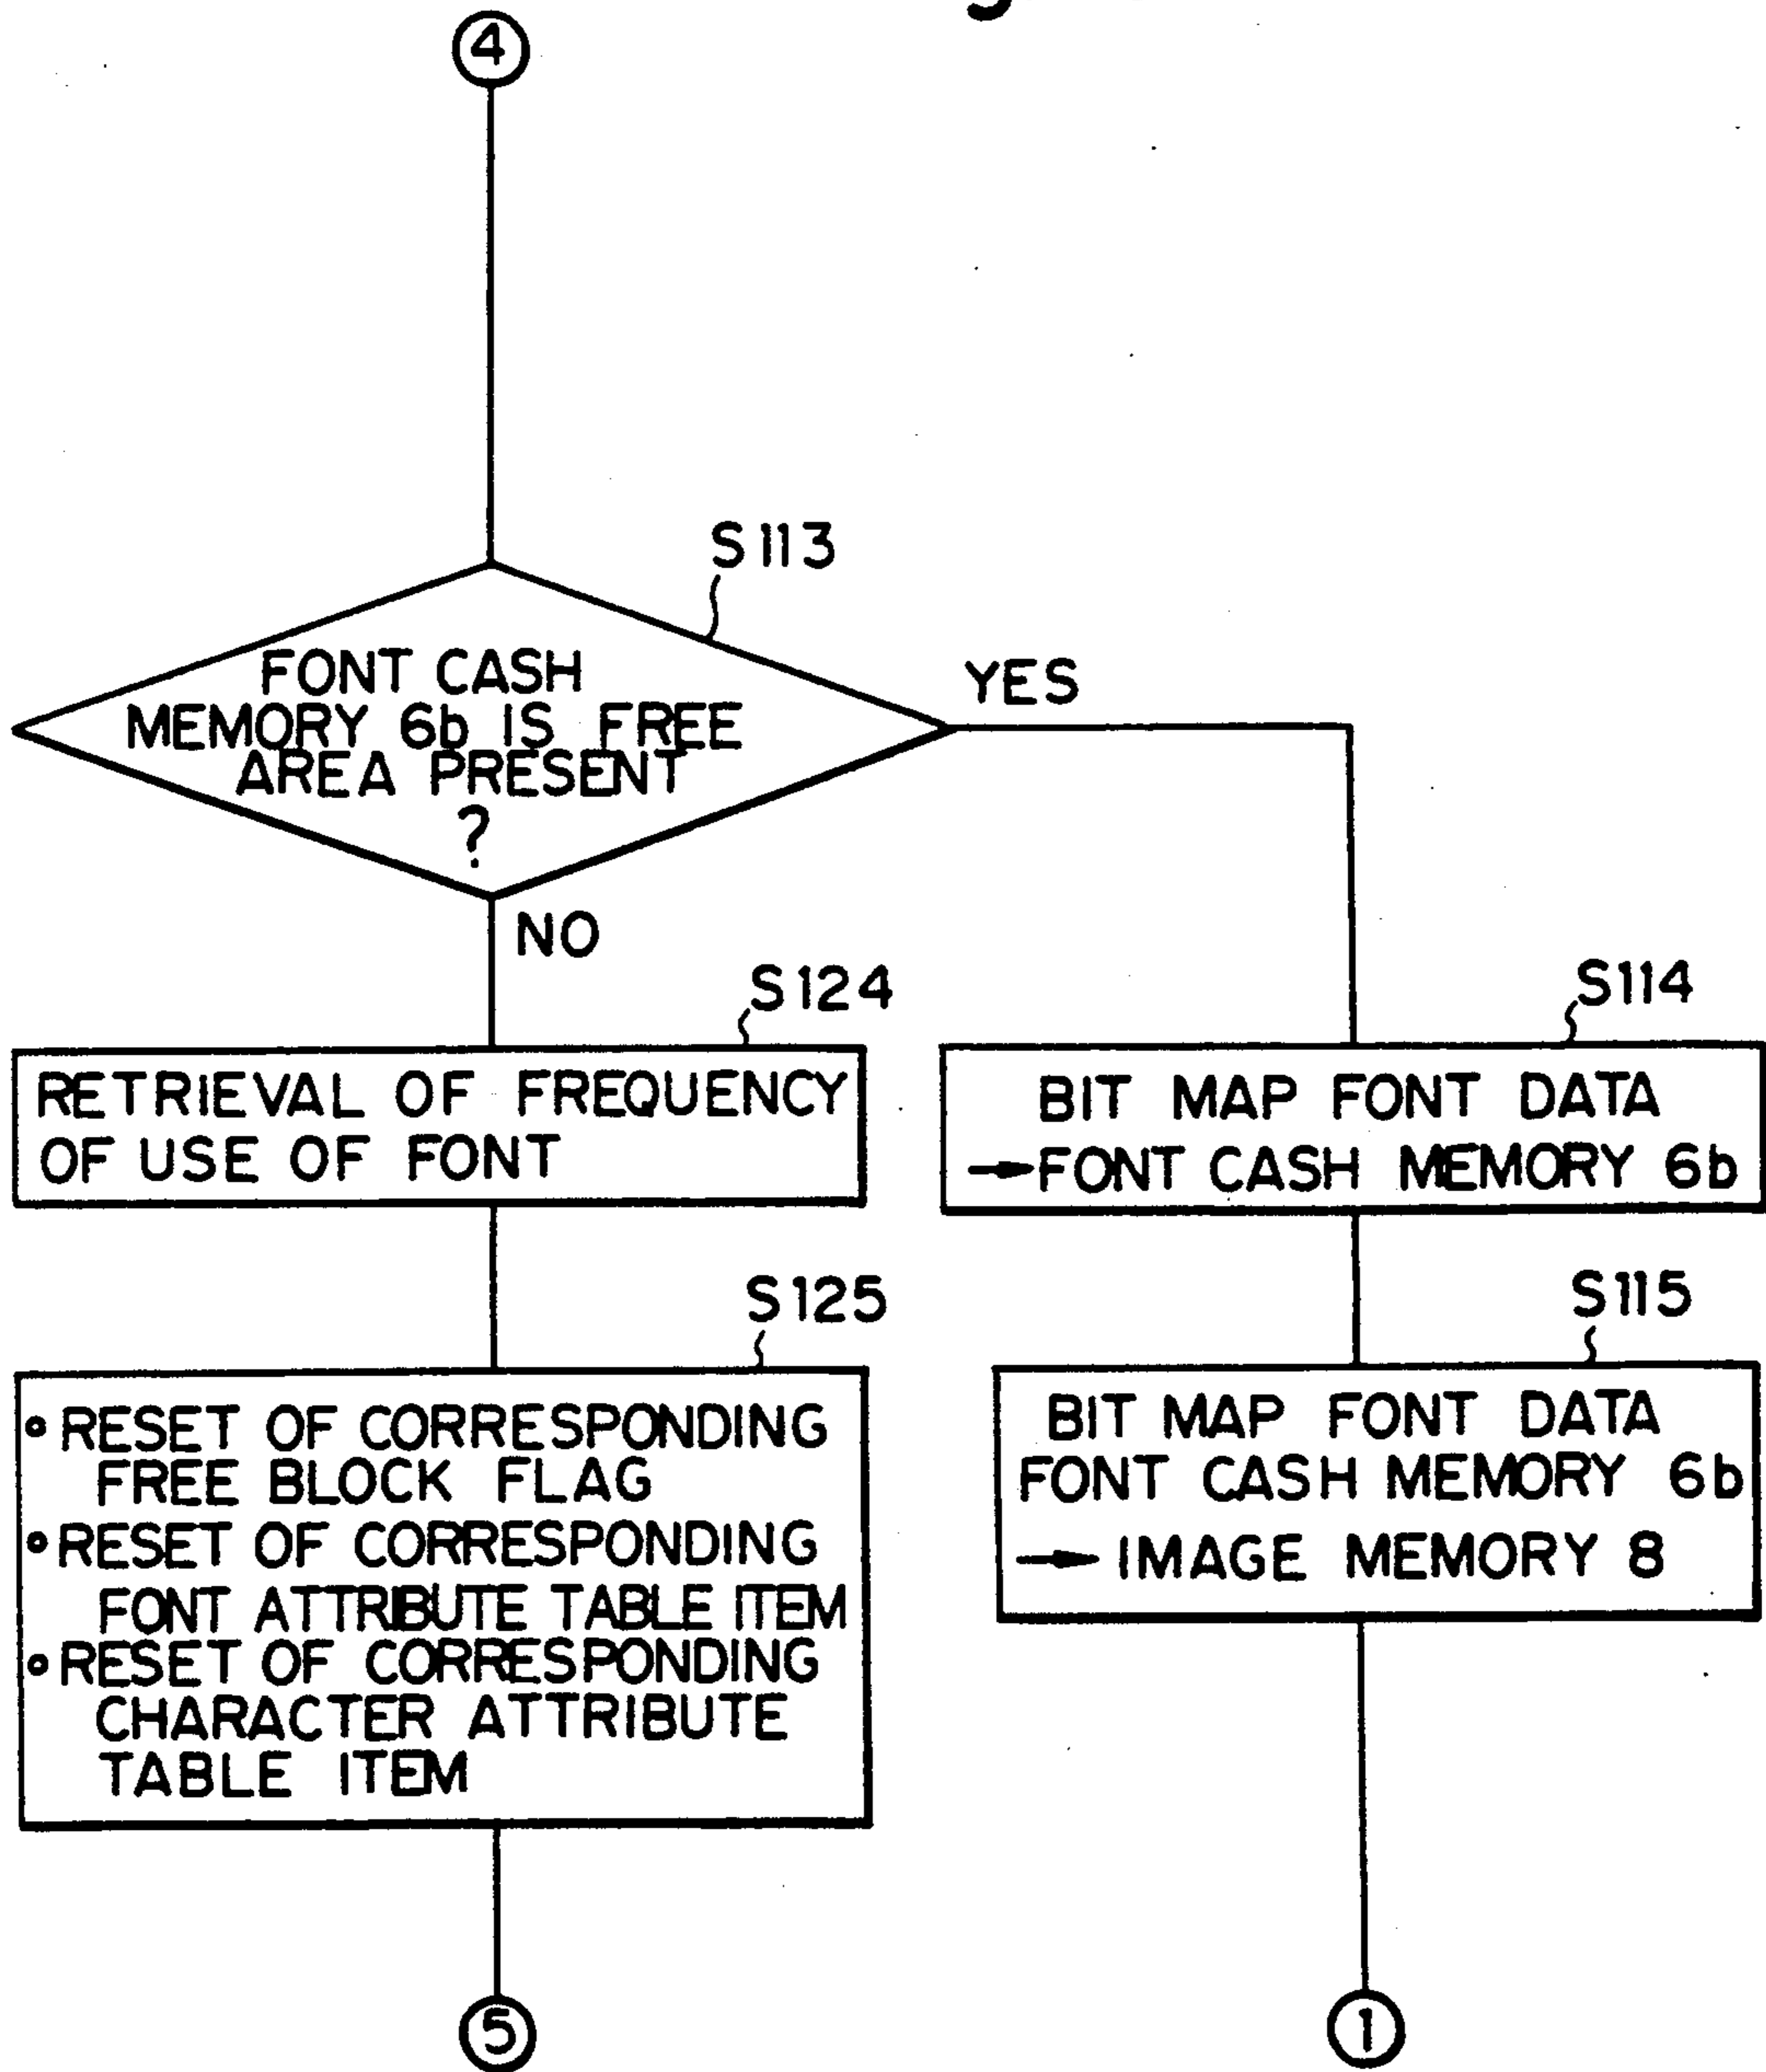 4
S113
FONT CASH
MEMORY 6b IS FREE
AREA PRESENT
?
YES
NO
S124
RETRIEVAL OF FREQUENCY
OF USE OF FONT
S114
BIT MAP FONT DATA
→FONT CASH MEMORY 6b
S125
RESET OF CORRESPONDING
FREE BLOCK FLAG
RESET OF CORRESPONDING
FONT ATTRIBUTE TABLE ITEM
RESET OF CORRESPONDING
CHARACTER ATTRIBUTE
TABLE ITEM
S115
BIT MAP FONT DATA
FONT CASH MEMORY 6b
→ IMAGE MEMORY 8
5
1